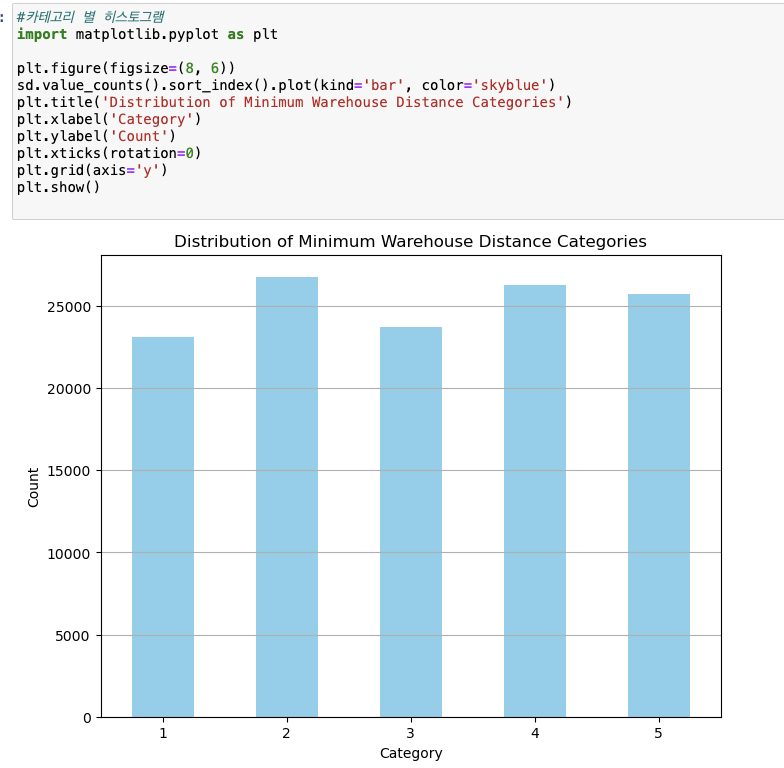 :
#카테고리 별 히스토그램
import matplotlib.pyplot as plt
plt.figure(figsize=(8, 6))
sd.value_counts().sort_index().plot(kind='bar', color='skyblue')
plt.title('Distribution of Minimum Warehouse Distance Categories')
plt.xlabel('Category')
plt.ylabel('Count')
plt.xticks(rotation=0)
plt.grid(axis='y')
plt.show()
Distribution of Minimum Warehouse Distance Categories
25000
20000
15000
10000
5000
0
Count
1 2 3 4 5
Category